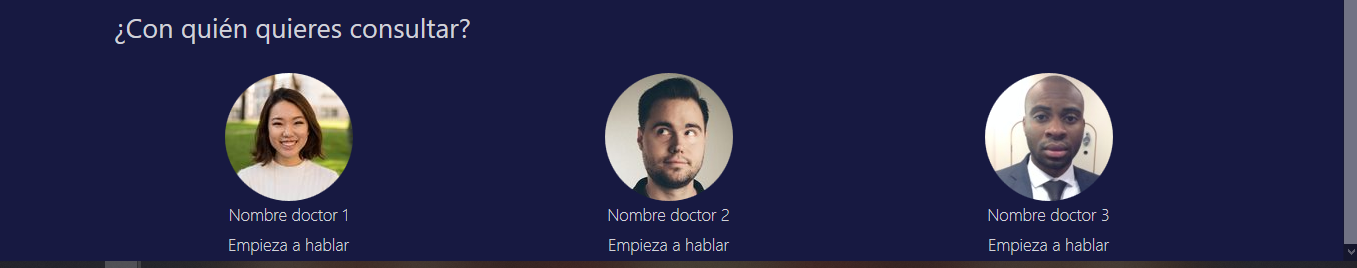 ¿Con quién quieres consultar?
Nombre doctor 1
Nombre doctor 2
Nombre doctor 3
Empieza a hablar
Empieza a hablar
Empieza a hablar